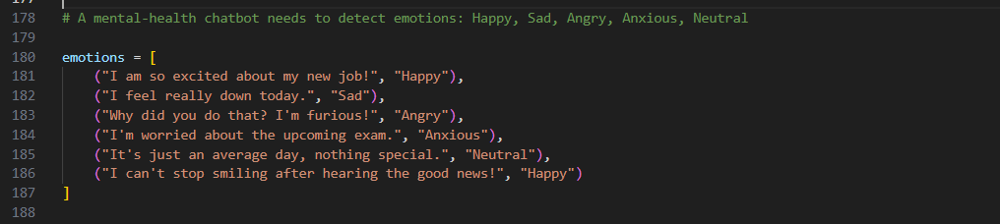 178 # A mental-health chatbot needs to detect emotions: Happy, Sad, Angry, Anxious, Neutral
179
180 emotions = [
181     ("I am so excited about my new job!", "Happy"),
182     ("I feel really down today.", "Sad"),
183     ("Why did you do that? I'm furious!", "Angry"),
184     ("I'm worried about the upcoming exam.", "Anxious"),
185     ("It's just an average day, nothing special.", "Neutral"),
186     ("I can't stop smiling after hearing the good news!", "Happy")
187 ]
188